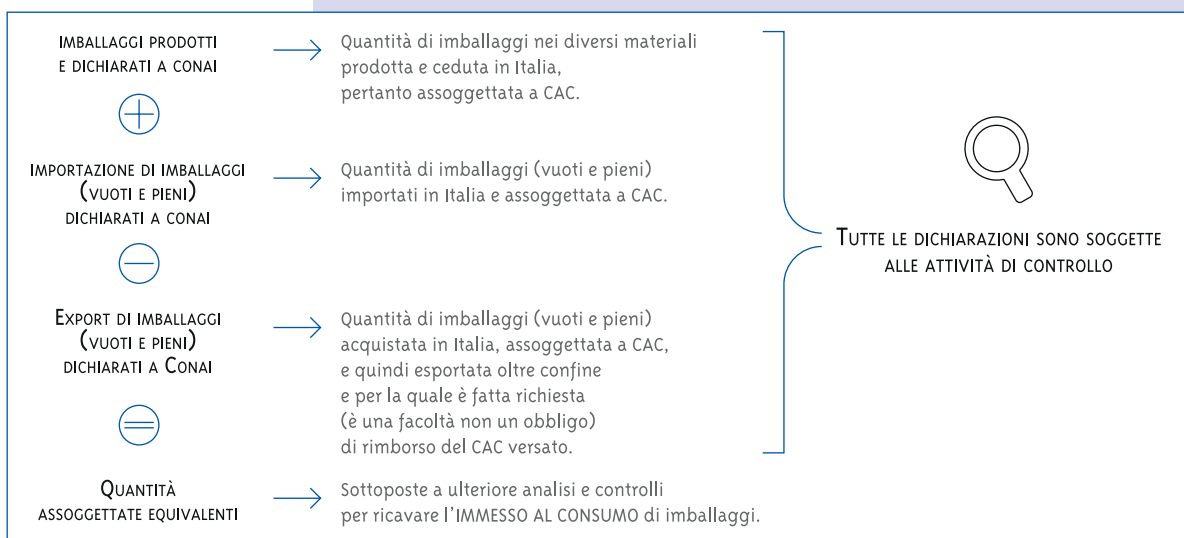 IMBALLAGGI PRODOTTI
E DICHIARATI A CONAI
Quantità di imballaggi nei diversi materiali
prodotta e ceduta in Italia,
pertanto assoggettata a CAC.
+
IMPORTAZIONE DI IMBALLAGGI
(VUOTI E PIENI)
DICHIARATI A CONAI
Quantità di imballaggi (vuoti e pieni)
importati in Italia e assoggettata a CAC.
−
EXPORT DI IMBALLAGGI
(VUOTI E PIENI)
DICHIARATI A CONAI
Quantità di imballaggi (vuoti e pieni)
acquistata in Italia, assoggettata a CAC,
e quindi esportata oltre confine
e per la quale è fatta richiesta
(è una facoltà non un obbligo)
di rimborso del CAC versato.
=
QUANTITÀ
ASSOGGETTATE EQUIVALENTI
Sottoposte a ulteriore analisi e controlli
per ricavare l'IMMESSO AL CONSUMO di imballaggi.
TUTTE LE DICHIARAZIONI SONO SOGGETTE
ALLE ATTIVITÀ DI CONTROLLO